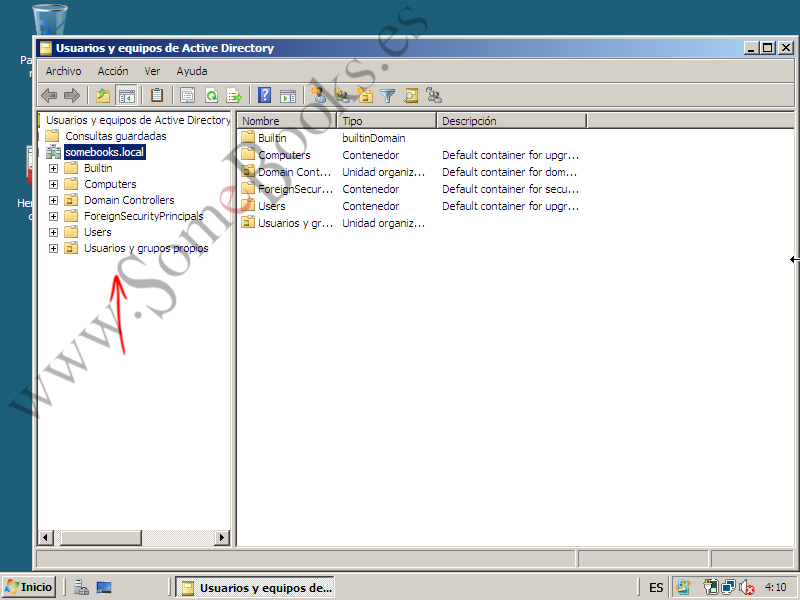 Pa
Usuarios y equipos de Active Directory
Archivo Acción Ver Ayuda
Usuarios y equipos de Active Directory
Consultas guardadas
somebooks.local
Builtin
Computers
Domain Controllers
ForeignSecurityPrincipals
Users
Usuarios y grupos propios
Nombre Tipo Descripción
Builtin builtinDomain
Computers Contenedor Default container for upgr...
Domain Cont... Unidad organiz... Default container for dom...
ForeignSecur... Contenedor Default container for secu...
Users Contenedor Default container for upgr...
Usuarios y gr... Unidad organiz...
Her
www.SomeBooks.es
Inicio Usuarios y equipos de... ES 4:10